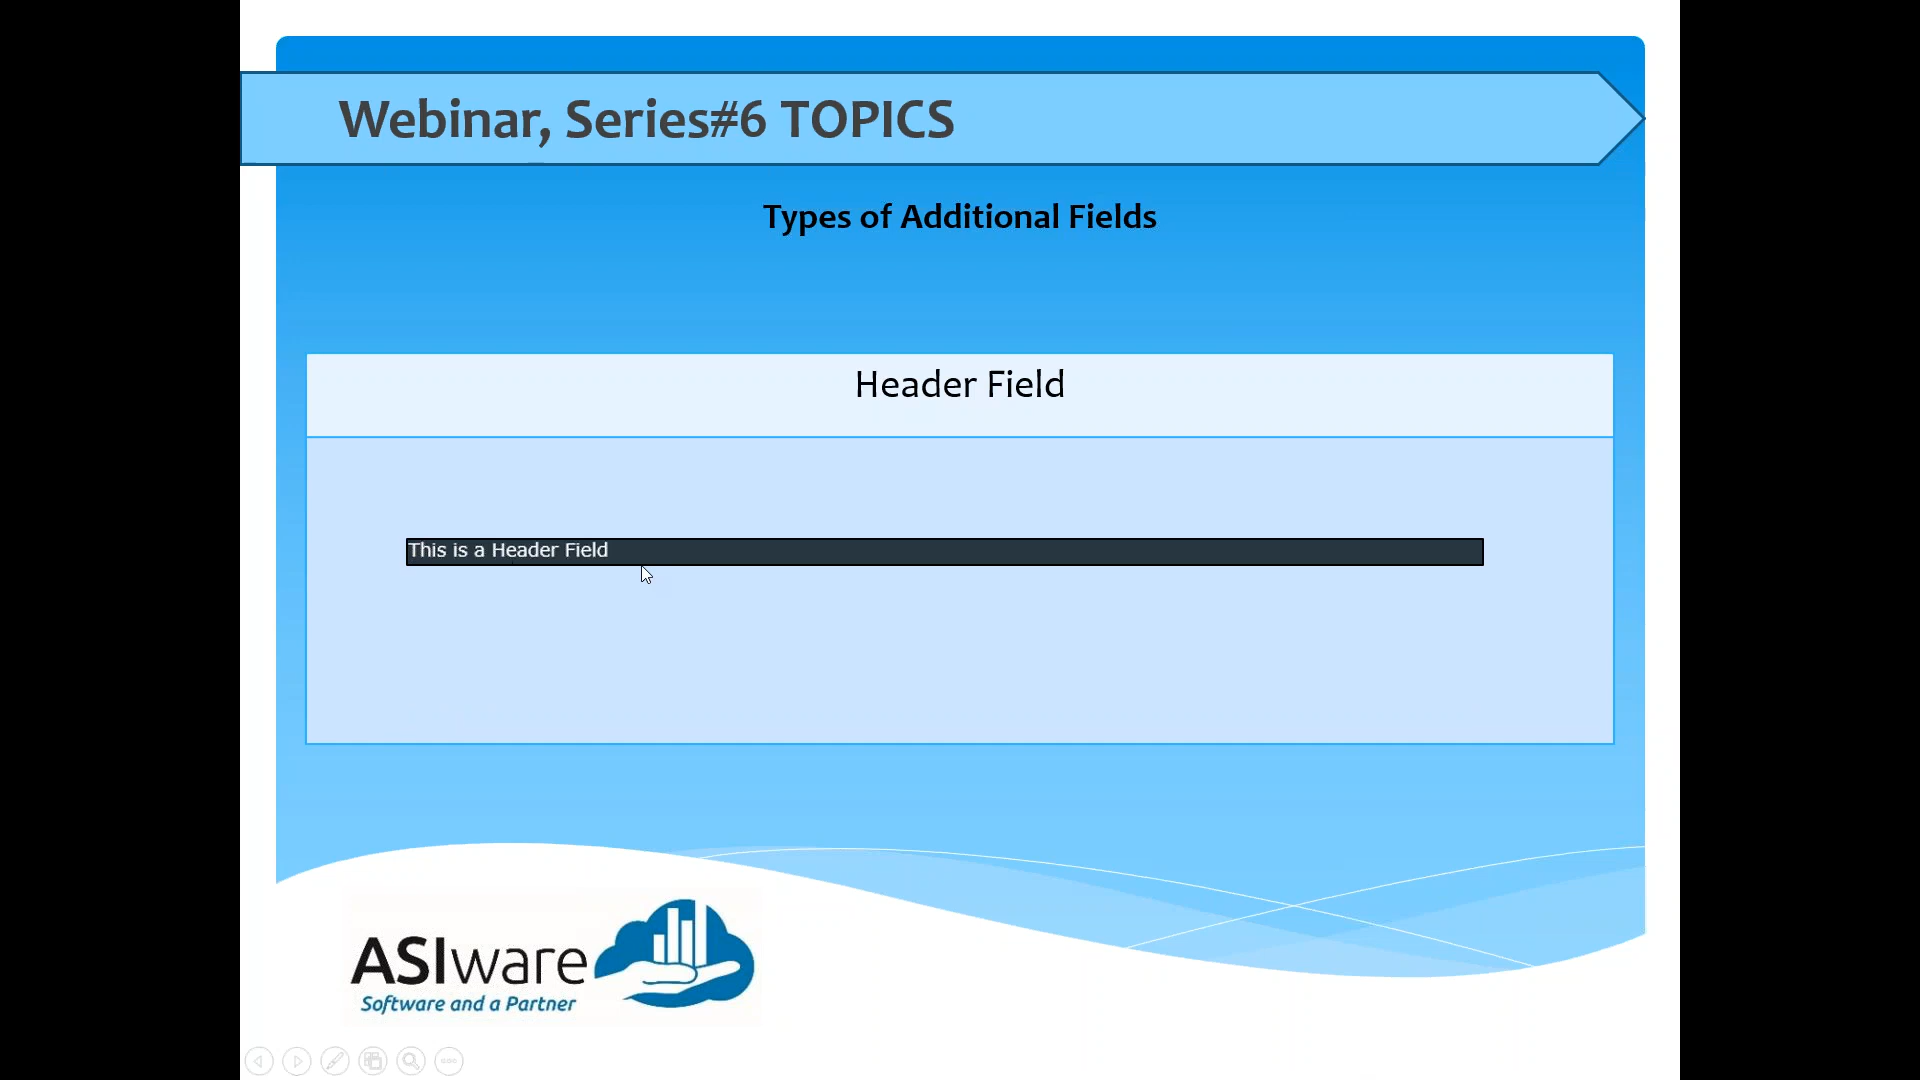 Webinar, Series#6 TOPICS
Types of Additional Fields
Header Field
This is a Header Field
ASIware
Software and a Partner